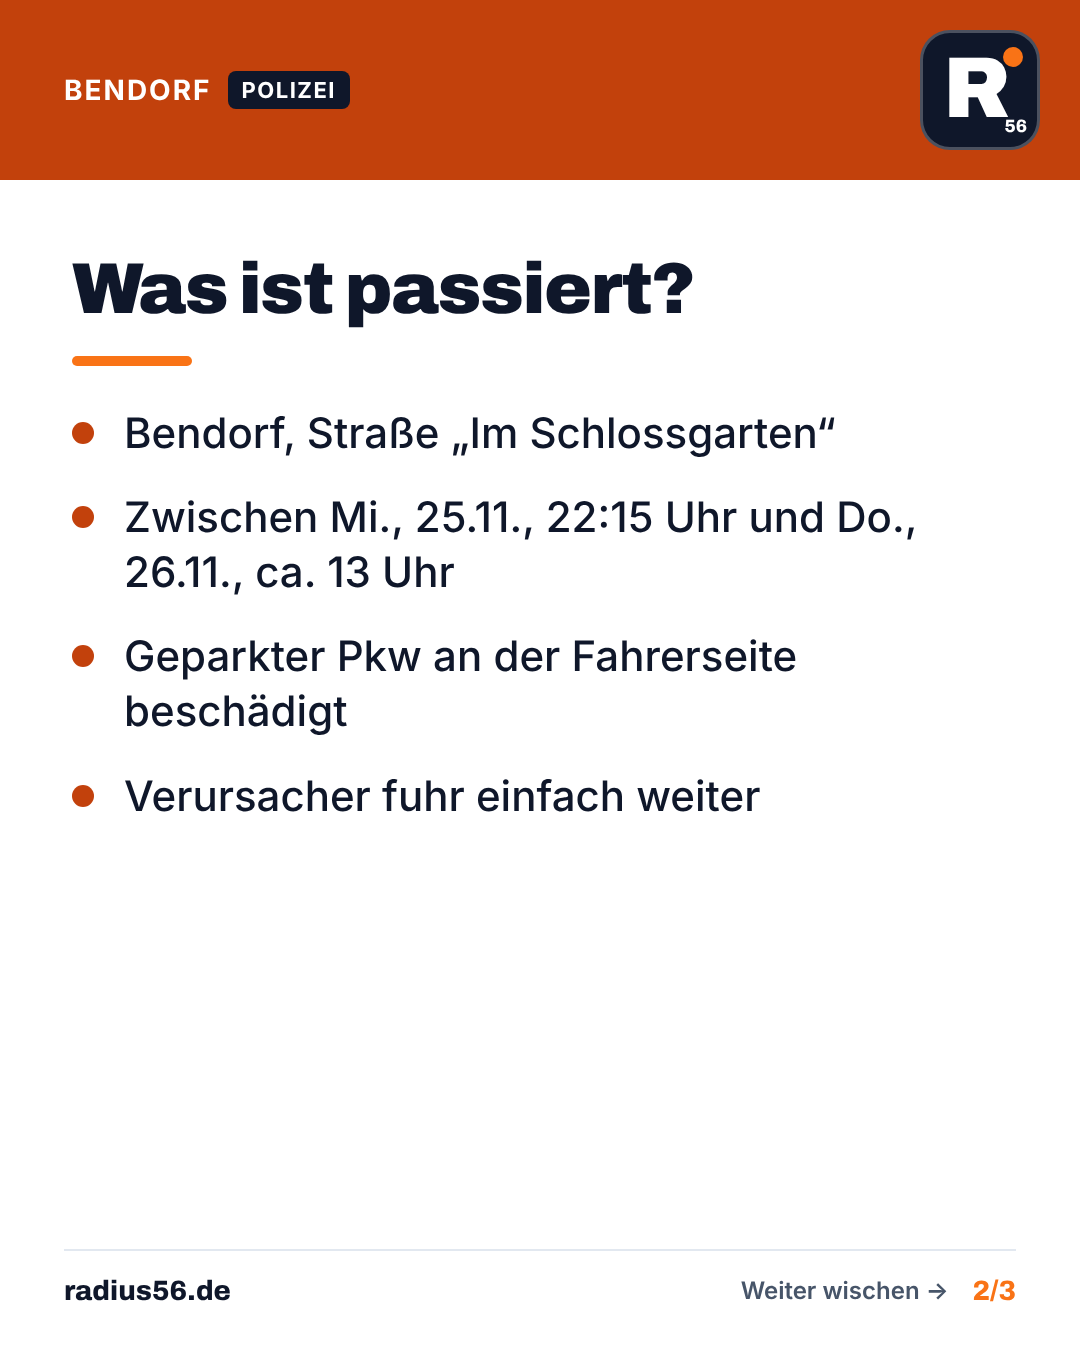 BENDORF POLIZEI
R
56
Was ist passiert?
Bendorf, Straße „Im Schlossgarten“
Zwischen Mi., 25.11., 22:15 Uhr und Do.,
26.11., ca. 13 Uhr
Geparkter Pkw an der Fahrerseite
beschädigt
Verursacher fuhr einfach weiter
radius56.de
Weiter wischen → 2/3